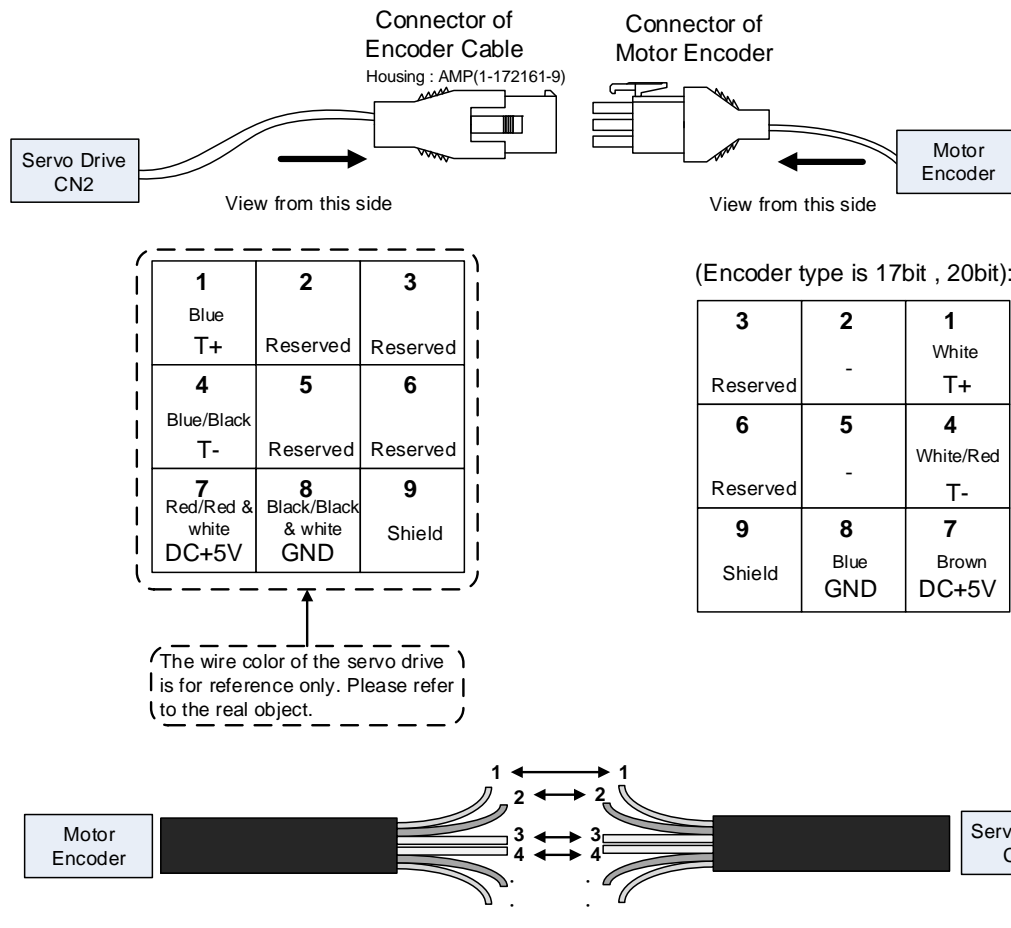 Connector of
Encoder Cable
Housing : AMP(1-172161-9)
Connector of
Motor Encoder
Servo Drive
CN2
Motor
Encoder
View from this side
View from this side
(Encoder type is 17bit , 20bit):
1
Blue
T+
2
Reserved
3
Reserved
4
Blue/Black
T-
5
Reserved
6
Reserved
7
Red/Red &
white
DC+5V
8
Black/Black
& white
GND
9
Shield
3
Reserved
2
-
1
White
T+
6
Reserved
5
-
4
White/Red
T-
9
Shield
8
Blue
GND
7
Brown
DC+5V
The wire color of the servo drive
is for reference only. Please refer
to the real object.
1 1
2 2
3 3
4 4
. .
. .
Motor
Encoder